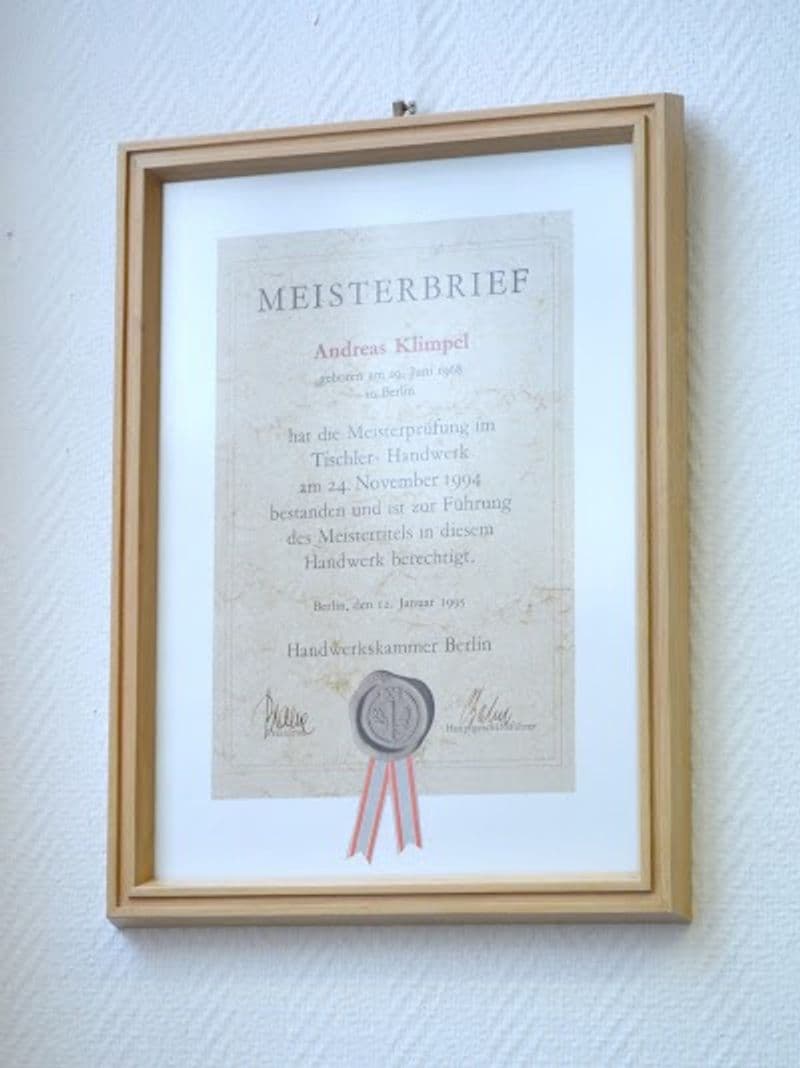 MEISTERBRIEF
Andreas Klimpel
geboren am 29. Juni 1968
in Berlin
hat die Meisterprüfung im
Tischler- Handwerk
am 24. November 1994
bestanden und ist zur Führung
des Meistertitels in diesem
Handwerk berechtigt.
Berlin, den 12. Januar 1995
Handwerkskammer Berlin
Hauptgeschäftsführer